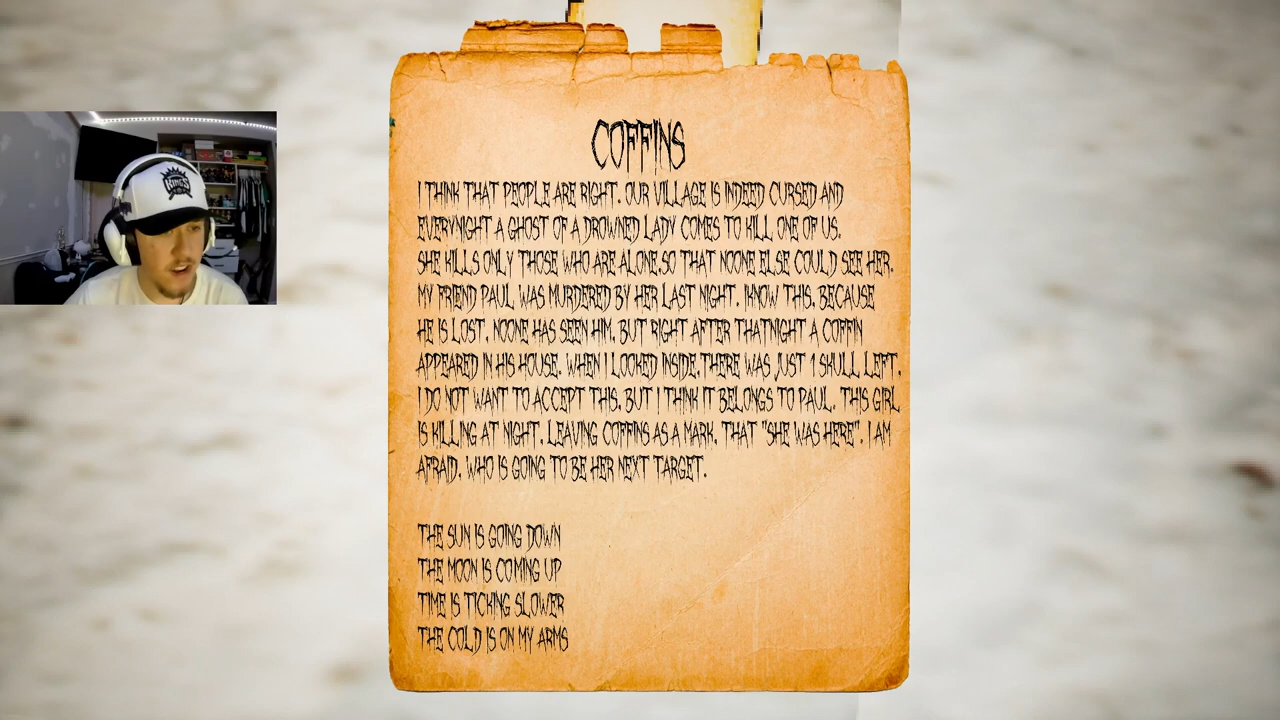 COFFINS
I THINK THAT PEOPLE ARE RIGHT. OUR VILLAGE IS INDEED CURSED AND
EVERYNIGHT A GHOST OF A DROWNED LADY COMES TO KILL ONE OF US.
SHE KILLS ONLY THOSE WHO ARE ALONE,SO THAT NOONE ELSE COULD SEE HER.
MY FRIEND PAUL WAS MURDERED BY HER LAST NIGHT. IKNOW THIS, BECAUSE
HE IS LOST. NOONE HAS SEEN HIM. BUT RIGHT AFTER THATNIGHT A COFFIN
APPEARED IN HIS HOUSE. WHEN I LOOKED INSIDE,THERE WAS JUST 1 SKULL LEFT.
I DO NOT WANT TO ACCEPT THIS, BUT I THINK IT BELONGS TO PAUL. THIS GIRL
IS KILLING AT NIGHT, LEAVING COFFINS AS A MARK, THAT "SHE WAS HERE". I AM
AFRAID, WHO IS GOING TO BE HER NEXT TARGET.
THE SUN IS GOING DOWN
THE MOON IS COMING UP
TIME IS TICKING SLOWER
THE COLD IS ON MY ARMS
KINGS